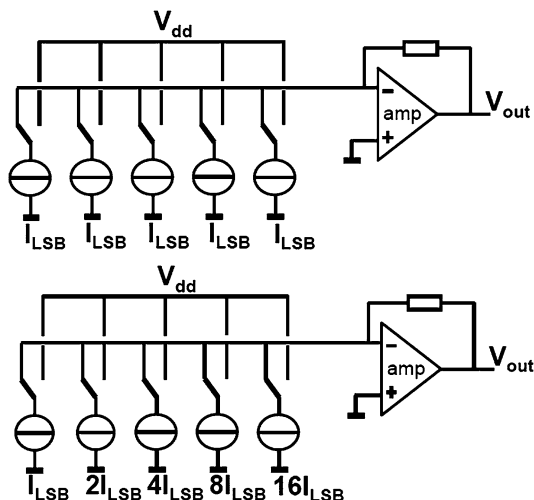 Vdd
− amp + Vout
ILSB ILSB ILSB ILSB ILSB
Vdd
− amp + Vout
ILSB 2ILSB 4ILSB 8ILSB 16ILSB